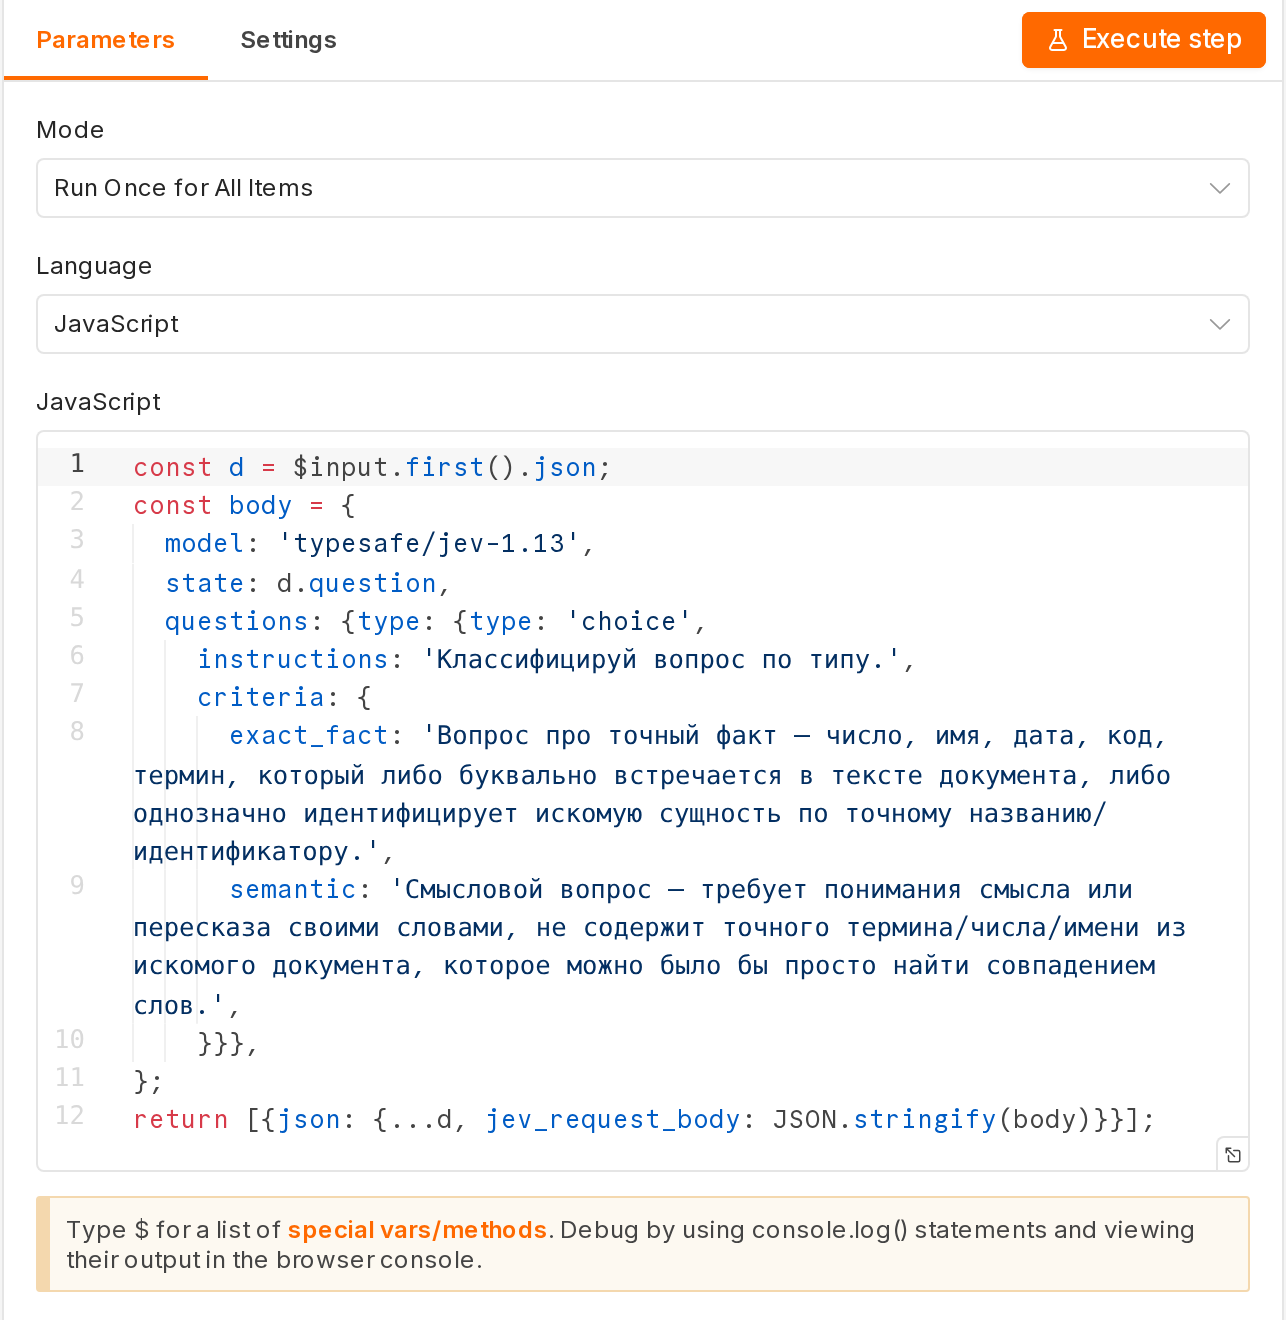 Parameters Settings Execute step
Mode
Run Once for All Items
Language
JavaScript
JavaScript
1 const d = $input.first().json;
2 const body = {
3 model: 'typesafe/jev-1.13',
4 state: d.question,
5 questions: {type: {type: 'choice',
6 instructions: 'Классифицируй вопрос по типу.',
7 criteria: {
8 exact_fact: 'Вопрос про точный факт — число, имя, дата, код,
термин, который либо буквально встречается в тексте документа, либо
однозначно идентифицирует искомую сущность по точному названию/
идентификатору.',
9 semantic: 'Смысловой вопрос — требует понимания смысла или
пересказа своими словами, не содержит точного термина/числа/имени из
искомого документа, которое можно было бы просто найти совпадением
слов.',
10 }}},
11 };
12 return [{json: {...d, jev_request_body: JSON.stringify(body)}}];
Type $ for a list of special vars/methods. Debug by using console.log() statements and viewing
their output in the browser console.